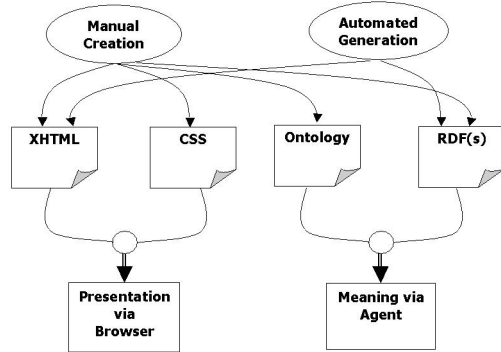 Manual
Creation
Automated
Generation
XHTML
CSS
Ontology
RDF(s)
Presentation
via
Browser
Meaning via
Agent